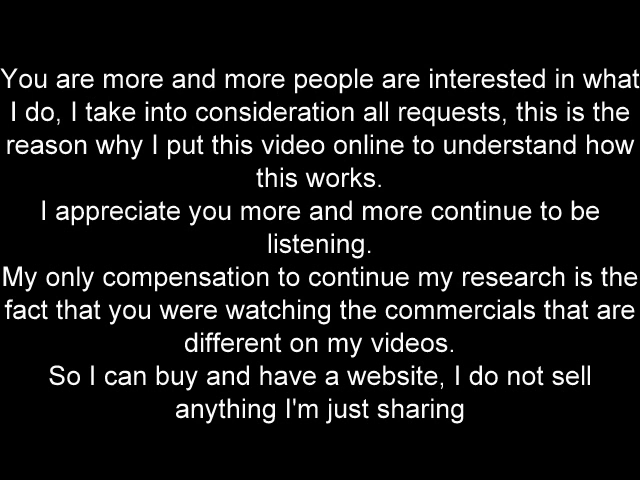 You are more and more people are interested in what
I do, I take into consideration all requests, this is the
reason why I put this video online to understand how
this works.
I appreciate you more and more continue to be
listening.
My only compensation to continue my research is the
fact that you were watching the commercials that are
different on my videos.
So I can buy and have a website, I do not sell
anything I'm just sharing